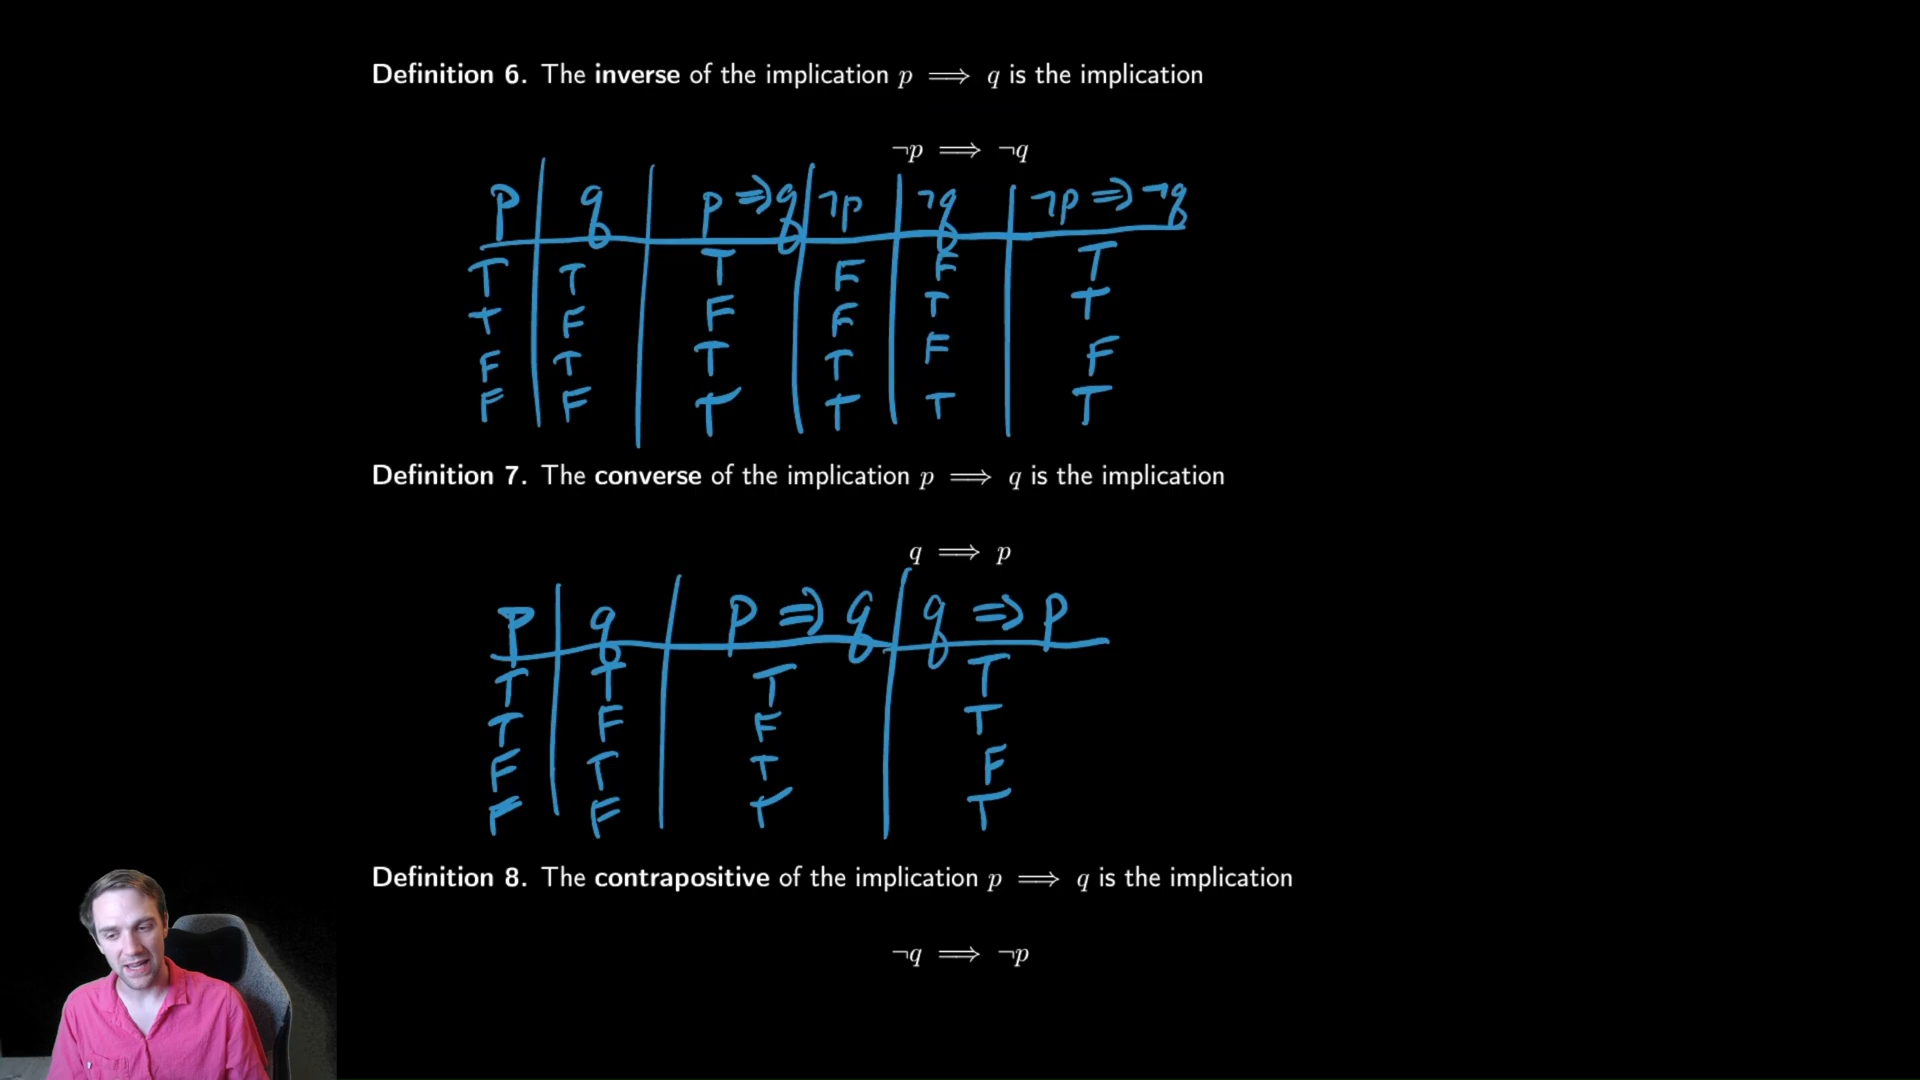 Definition 6. The inverse of the implication p ⟹ q is the implication
¬p ⟹ ¬q
p q p ⇒ q ¬p ¬q ¬p ⇒ ¬q
T T T F F T
T F F F T T
F T T T F F
F F T T T T
Definition 7. The converse of the implication p ⟹ q is the implication
q ⟹ p
p q p ⇒ q q ⇒ p
T T T T
T F F T
F T T F
F F T T
Definition 8. The contrapositive of the implication p ⟹ q is the implication
¬q ⟹ ¬p